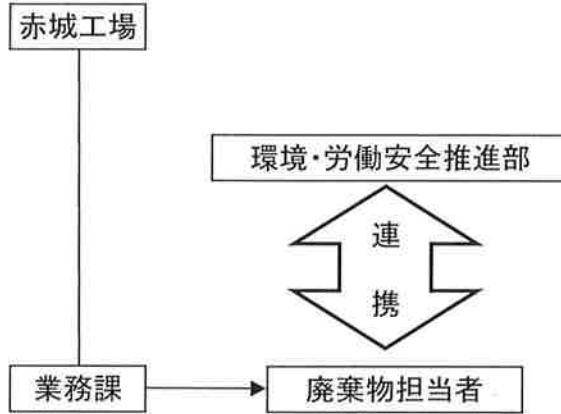 赤城工場
環境・労働安全推進部
連
携
業務課
廃棄物担当者